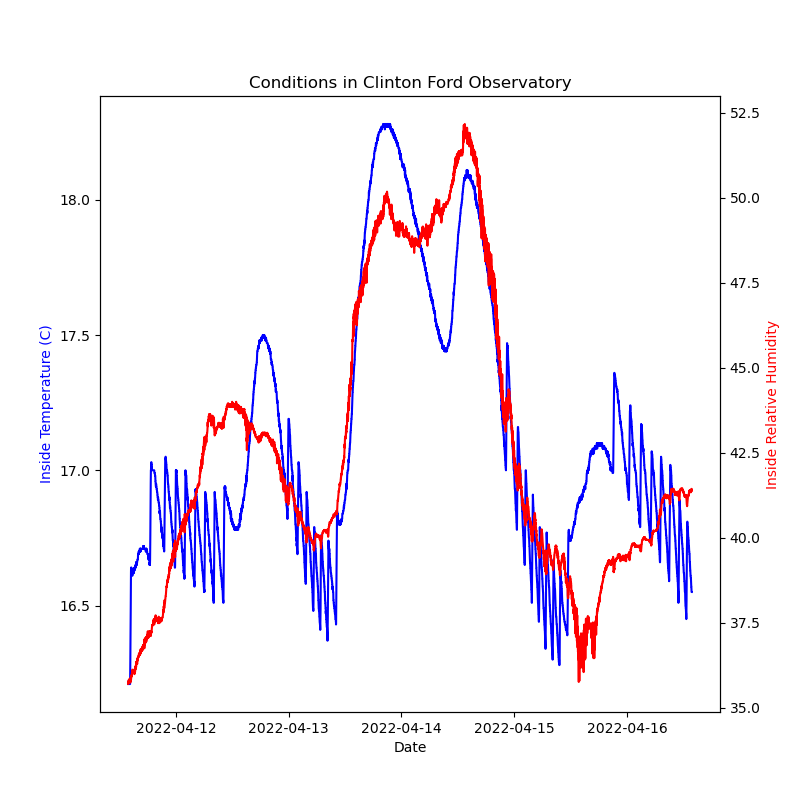 Conditions in Clinton Ford Observatory
Inside Temperature (C)
18.0
17.5
17.0
16.5
52.5
50.0
47.5
45.0
42.5
40.0
37.5
35.0
Inside Relative Humidity
2022-04-12 2022-04-13 2022-04-14 2022-04-15 2022-04-16
Date